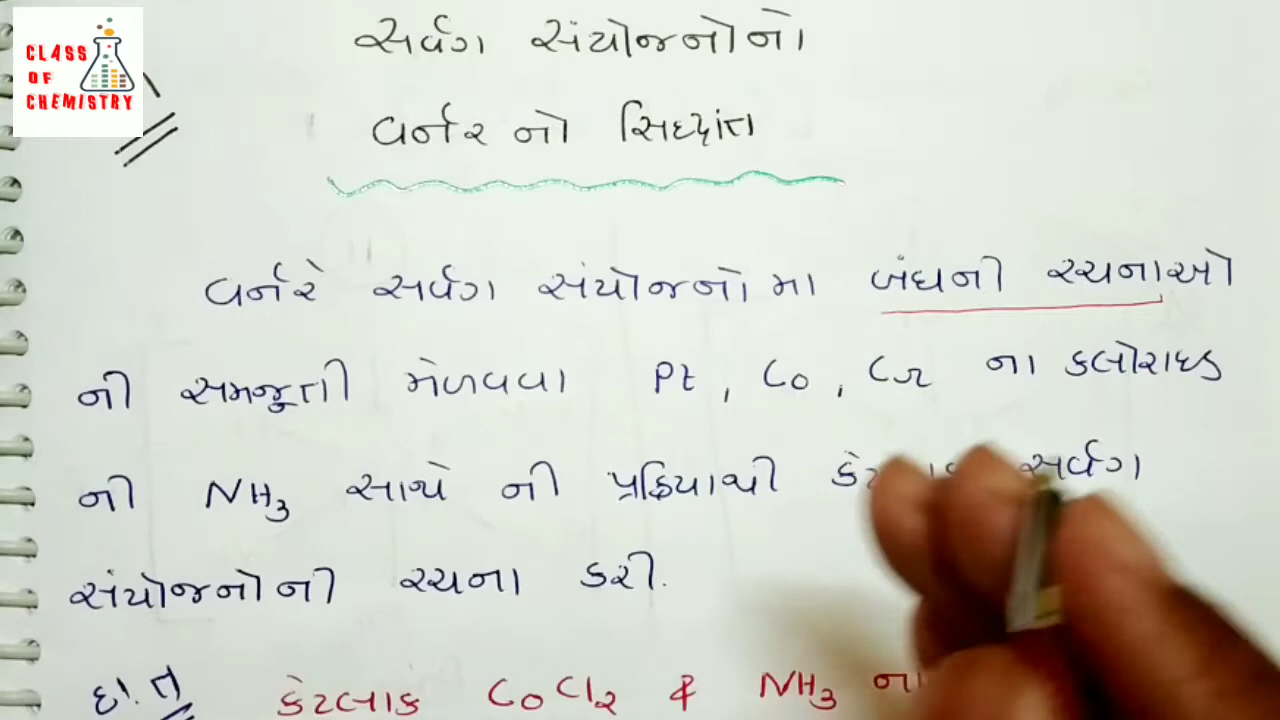 CLASS
OF
CHEMISTRY
સર્વગ સંયોજનોનો
વર્નર નો સિધ્ધાંત
વર્નરે સર્વગ સંયોજનો મા બંધની રચનાઓ
ની સમજૂતી મેળવવા Pt, Co, Cr ના કલોરાઇડ
ની NH3 સાથે ની પ્રક્રિયાથી સર્વગ
સંયોજનોની રચના કરી.
દા.ત કેટલાક CoCl2 & NH3 ના